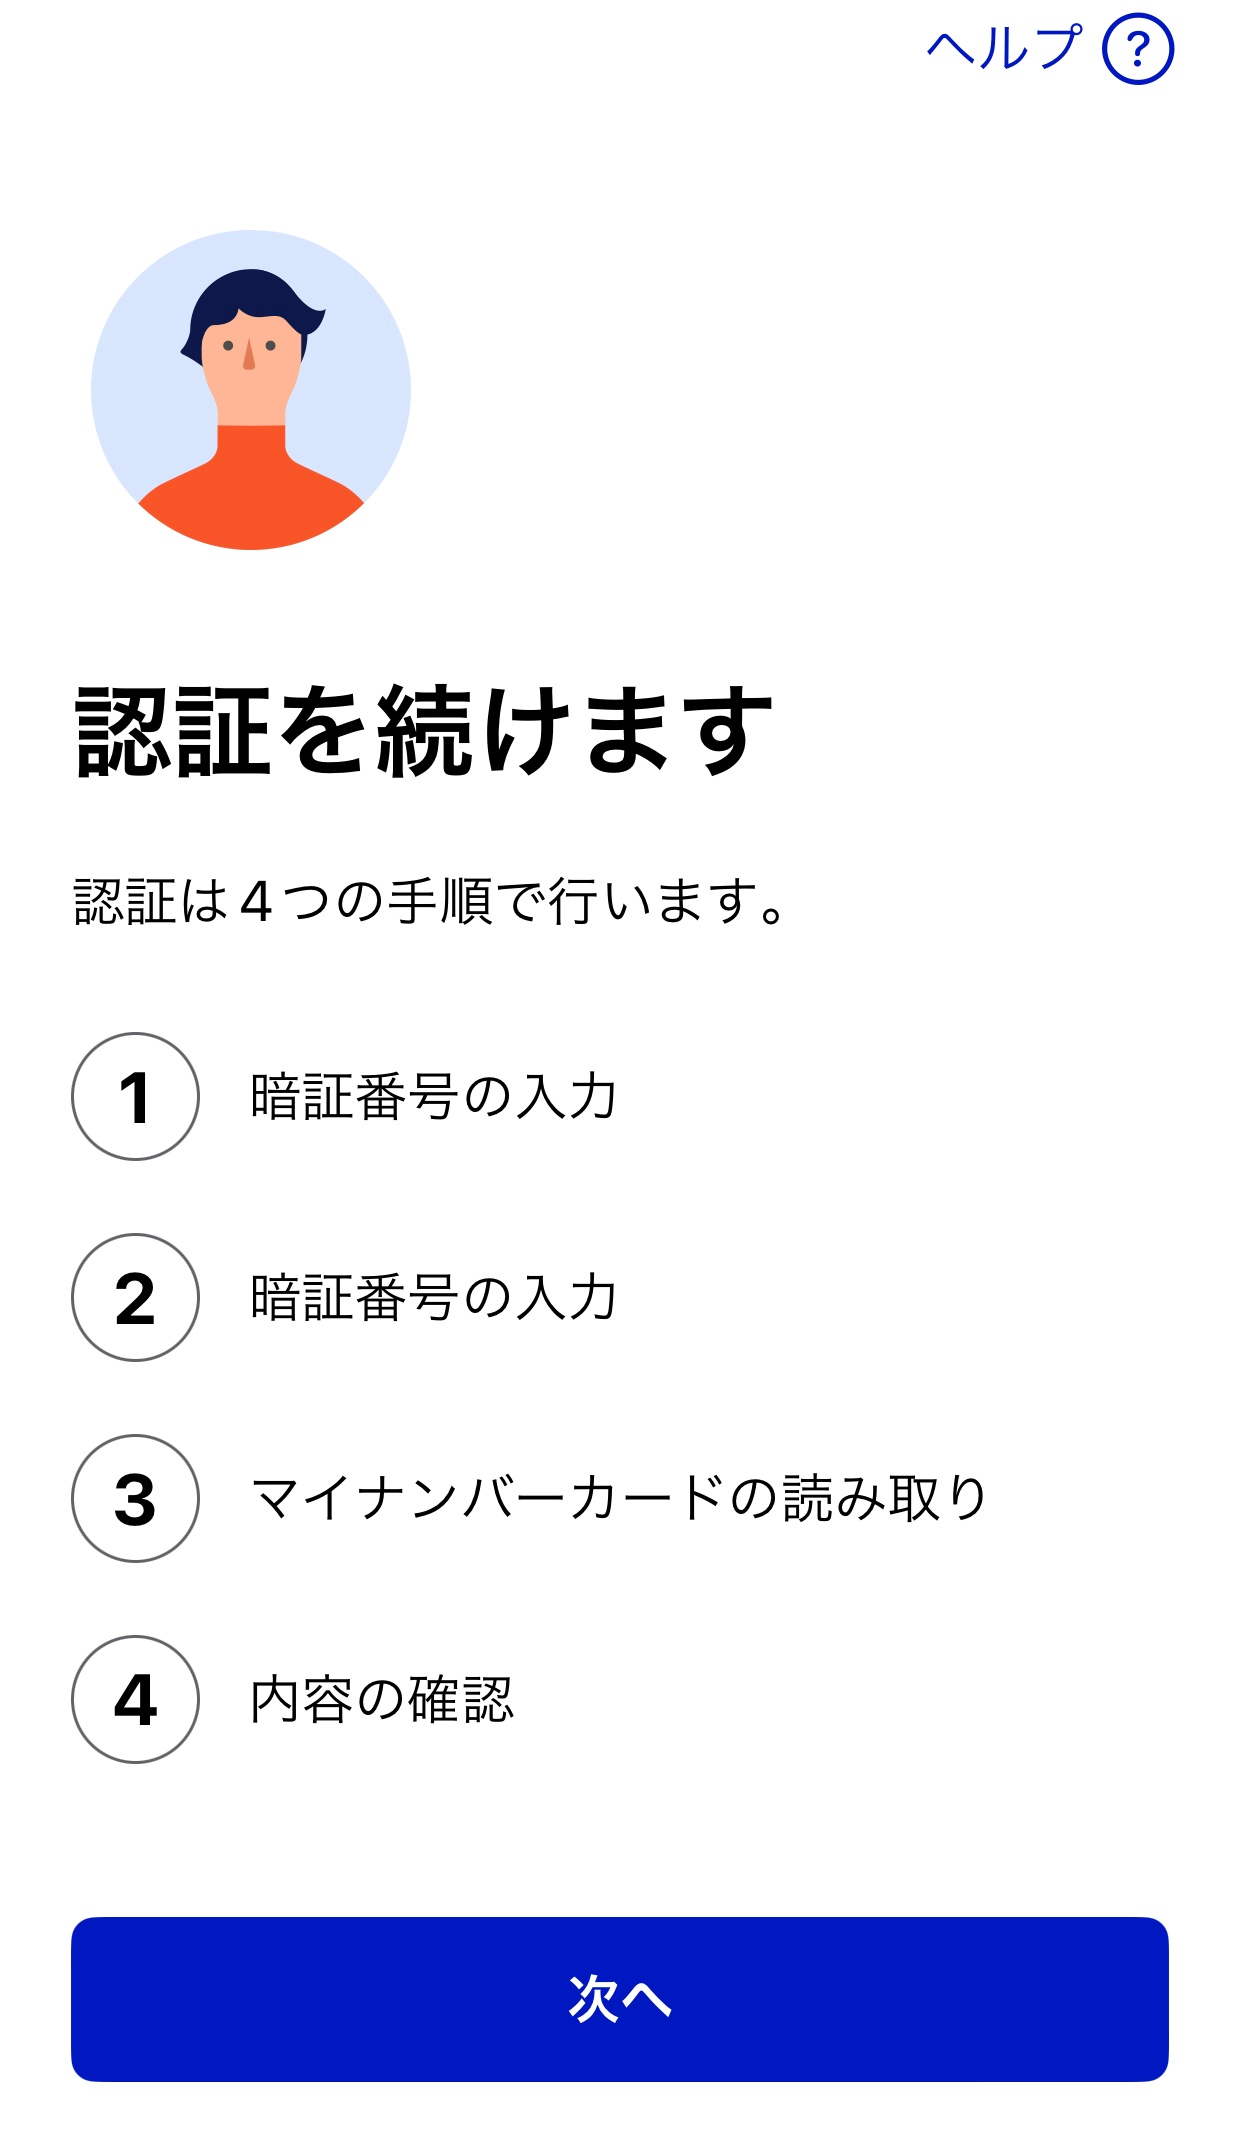 ヘルプ ?
認証を続けます
認証は4つの手順で行います。
1 暗証番号の入力
2 暗証番号の入力
3 マイナンバーカードの読み取り
4 内容の確認
次へ